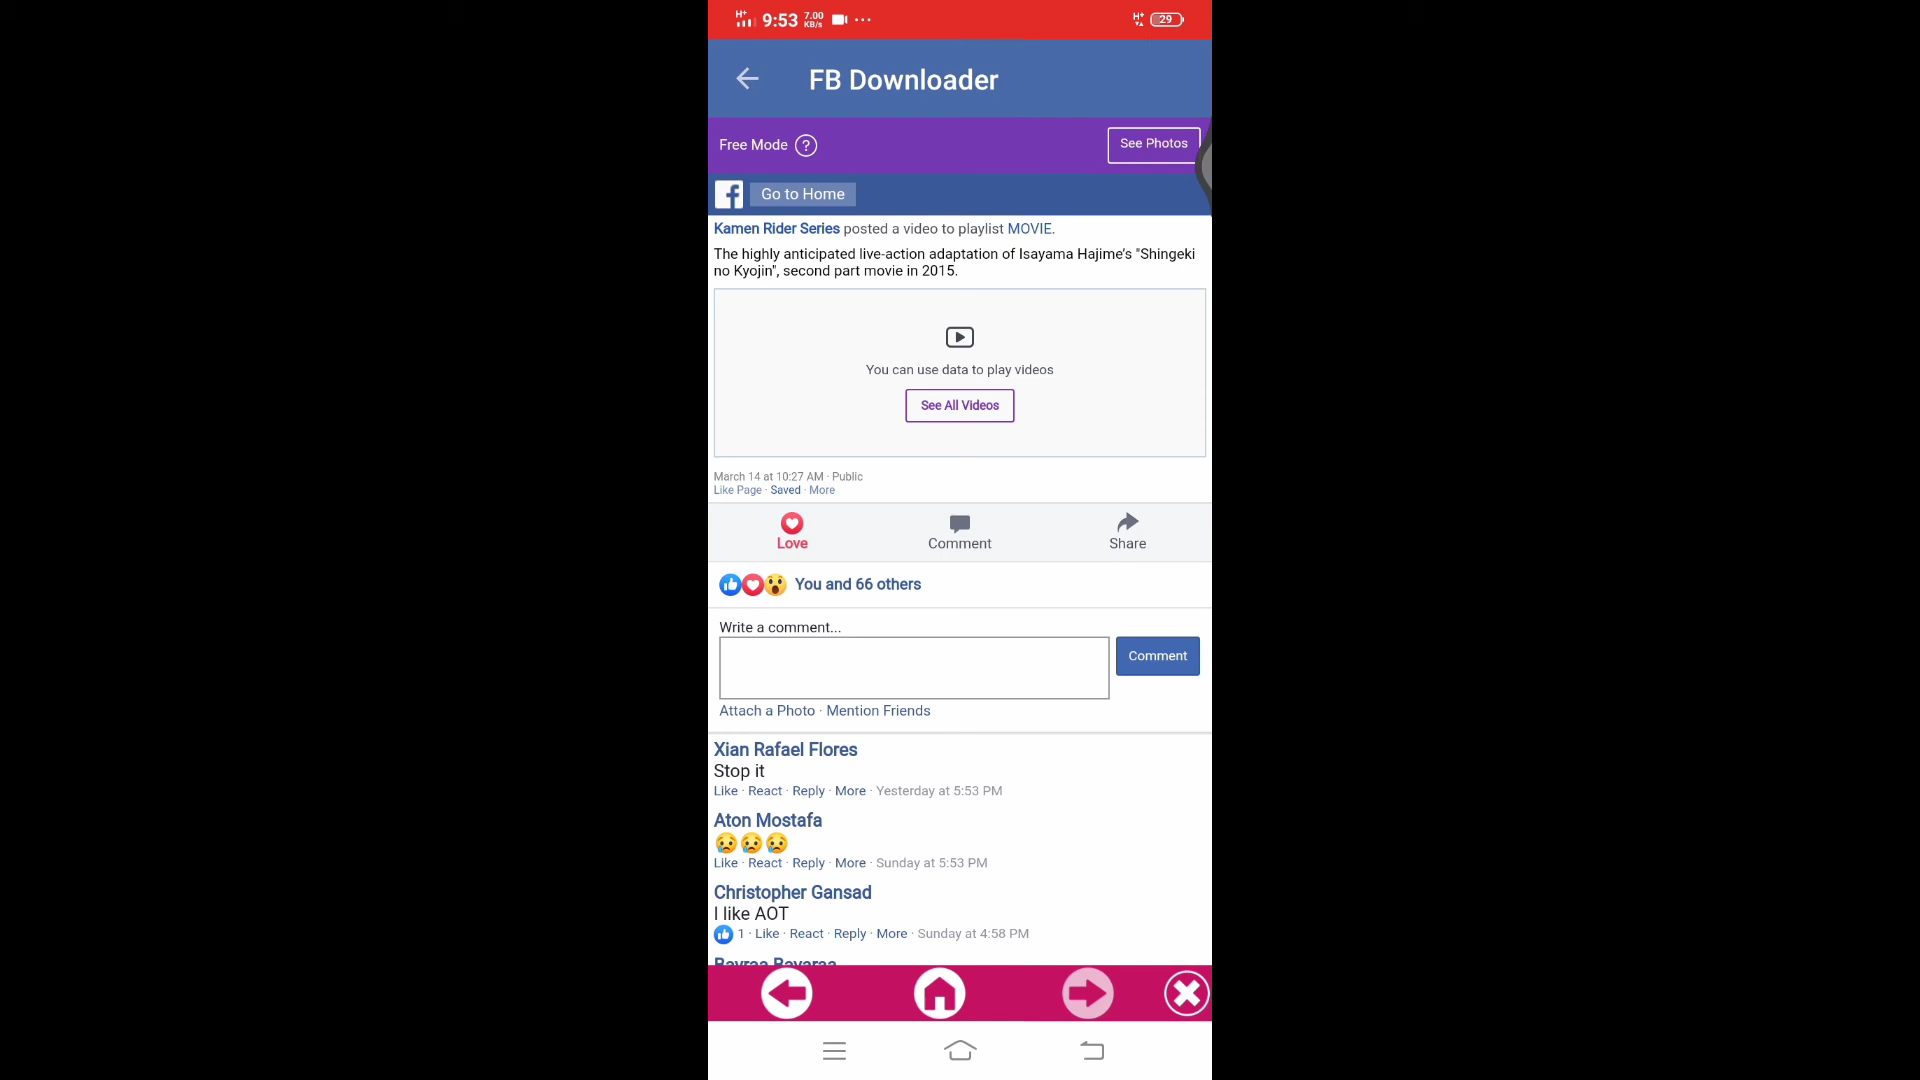 H+ 9:53 7.00 KB/s ... H+ 29
FB Downloader
Free Mode ? See Photos
Go to Home
Kamen Rider Series posted a video to playlist MOVIE.
The highly anticipated live-action adaptation of Isayama Hajime's "Shingeki
no Kyojin", second part movie in 2015.
You can use data to play videos
See All Videos
March 14 at 10:27 AM · Public
Like Page · Saved · More
Love Comment Share
You and 66 others
Write a comment...
Comment
Attach a Photo · Mention Friends
Xian Rafael Flores
Stop it
Like · React · Reply · More · Yesterday at 5:53 PM
Aton Mostafa
😢😢😢
Like · React · Reply · More · Sunday at 5:53 PM
Christopher Gansad
I like AOT
1 · Like · React · Reply · More · Sunday at 4:58 PM